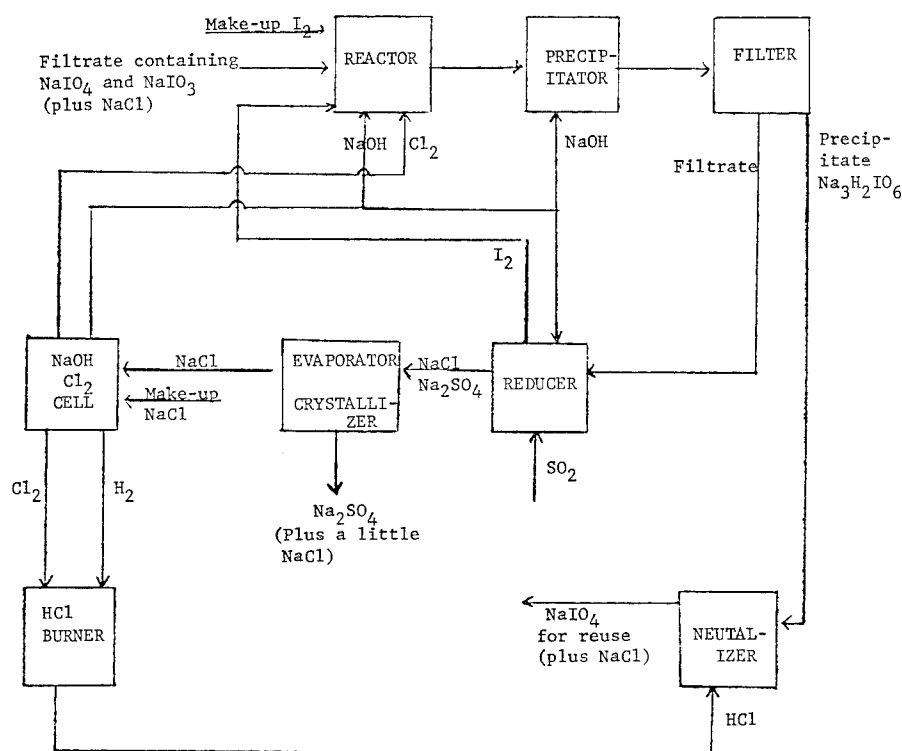 Make-up I2
Filtrate containing
NaIO4 and NaIO3
(plus NaCl)
REACTOR
PRECIP-
ITATOR
FILTER
NaOH
Cl2
NaOH
Filtrate
Precip-
itate
Na3H2IO6
I2
NaOH
Cl2
CELL
NaCl
Make-up
NaCl
EVAPORATOR
CRYSTALLI-
ZER
NaCl
Na2SO4
REDUCER
SO2
Cl2
H2
Na2SO4
(Plus a little
NaCl)
HCl
BURNER
NaIO4
for reuse
(plus NaCl)
NEUTAL-
IZER
HCl